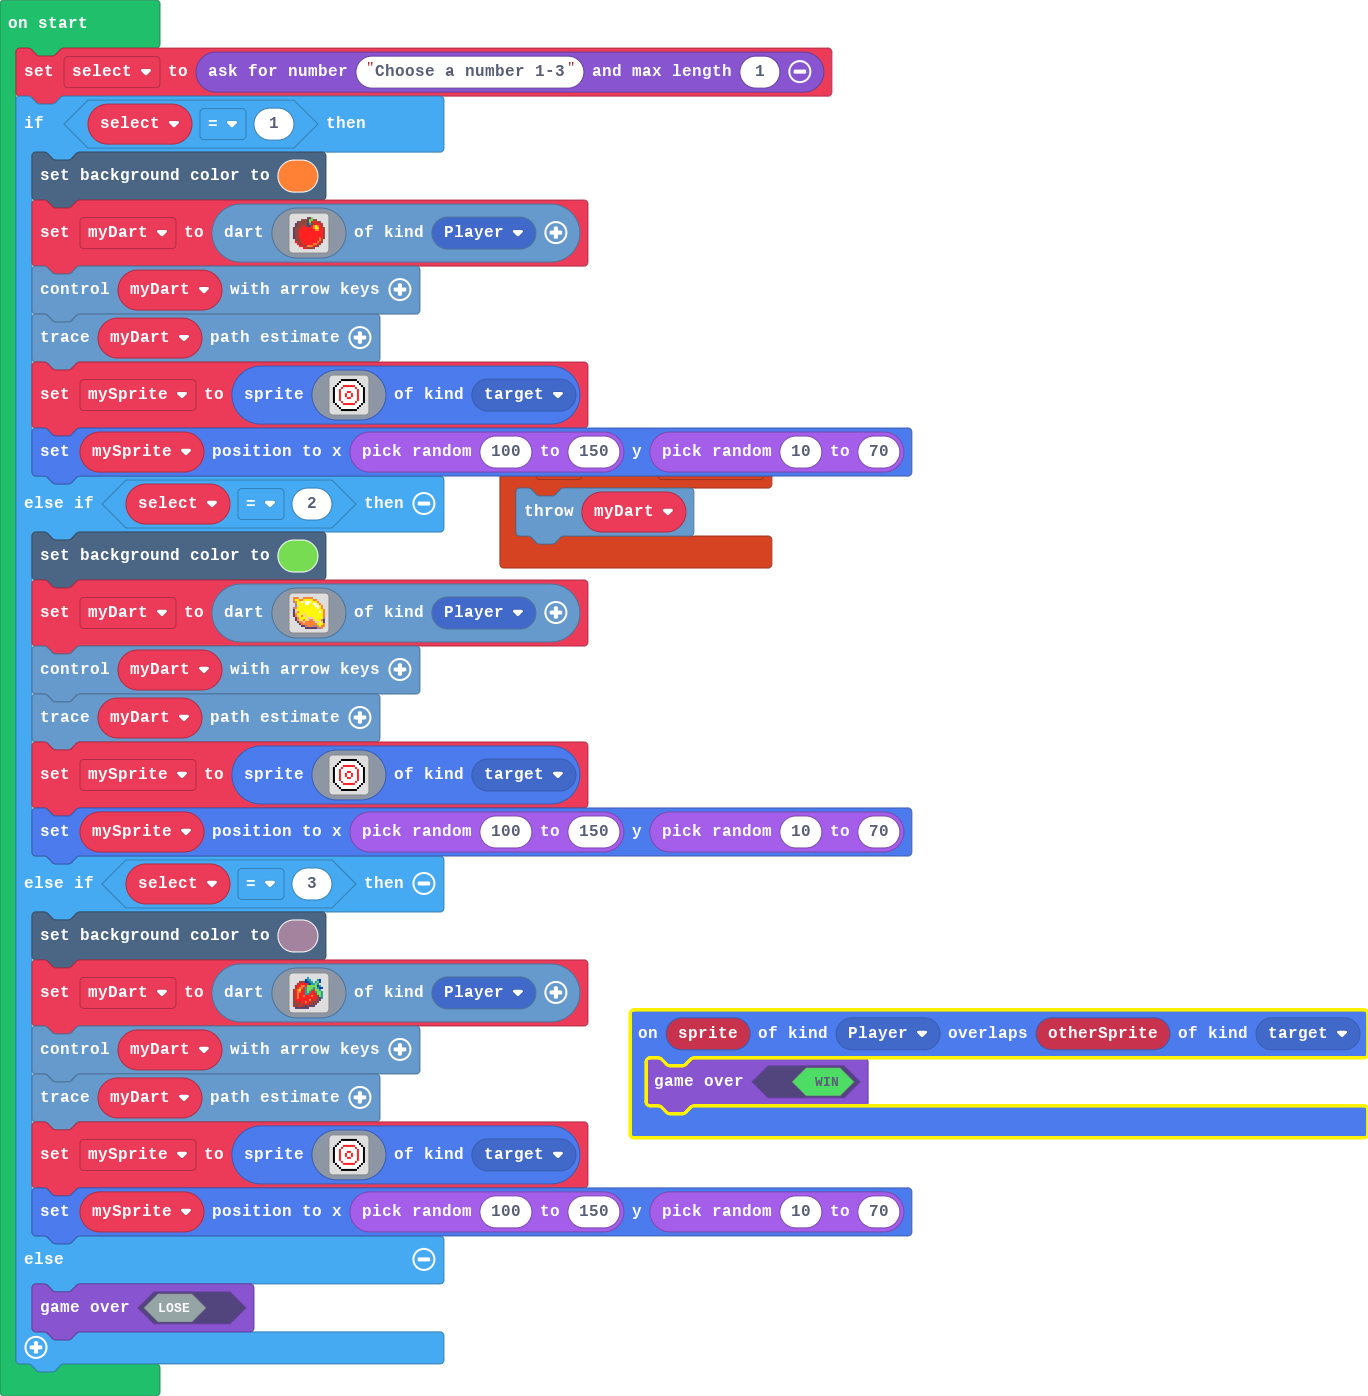 on start
set select to ask for number "Choose a number 1-3" and max length 1
if select = 1 then
set background color to
set myDart to dart of kind Player
control myDart with arrow keys
trace myDart path estimate
set mySprite to sprite of kind target
set mySprite position to x pick random 100 to 150 y pick random 10 to 70
else if select = 2 then
throw myDart
set background color to
set myDart to dart of kind Player
control myDart with arrow keys
trace myDart path estimate
set mySprite to sprite of kind target
set mySprite position to x pick random 100 to 150 y pick random 10 to 70
else if select = 3 then
set background color to
set myDart to dart of kind Player
control myDart with arrow keys
trace myDart path estimate
set mySprite to sprite of kind target
set mySprite position to x pick random 100 to 150 y pick random 10 to 70
else
game over LOSE
on sprite of kind Player overlaps otherSprite of kind target
game over WIN